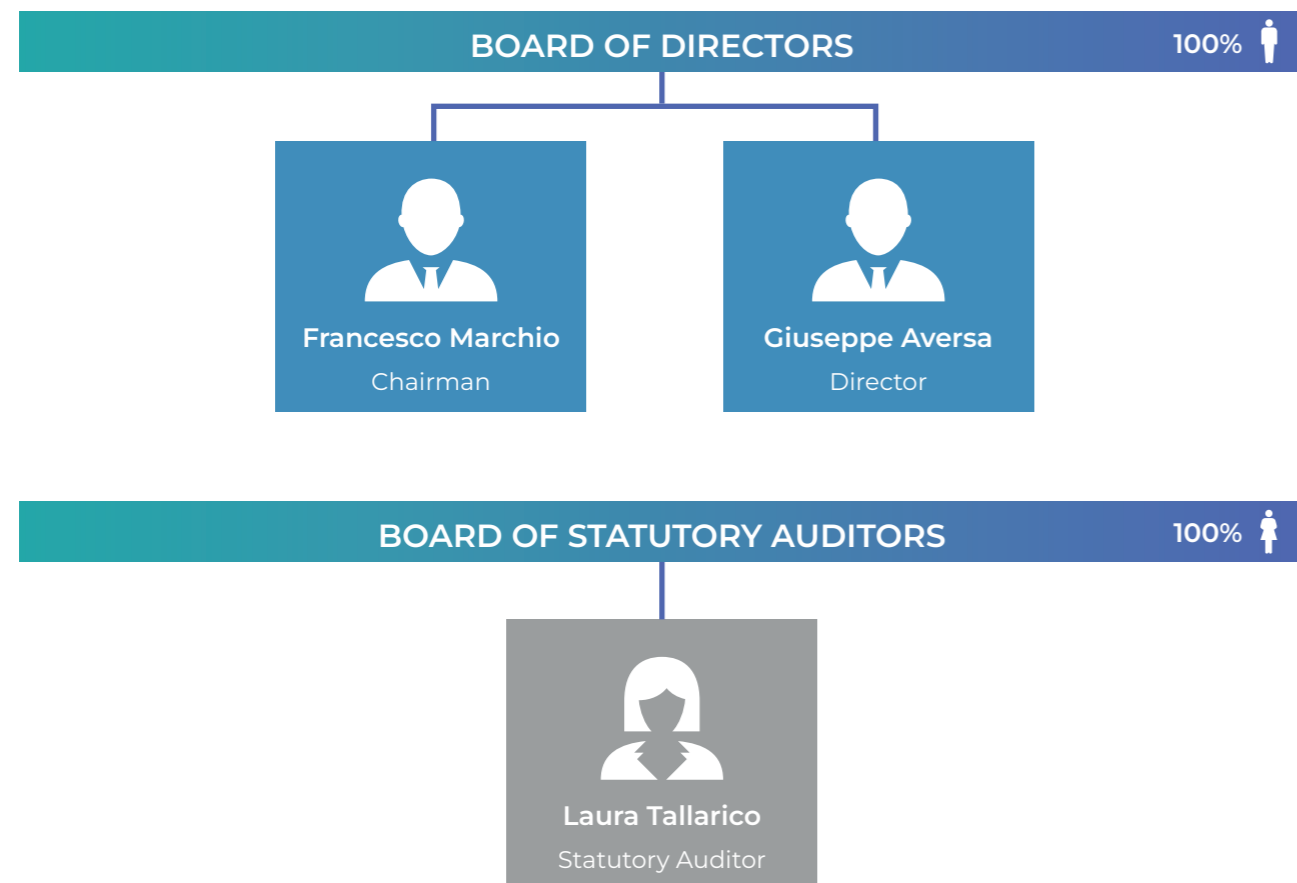 BOARD OF DIRECTORS
100%
Francesco Marchio
Chairman
Giuseppe Aversa
Director
BOARD OF STATUTORY AUDITORS
100%
Laura Tallarico
Statutory Auditor